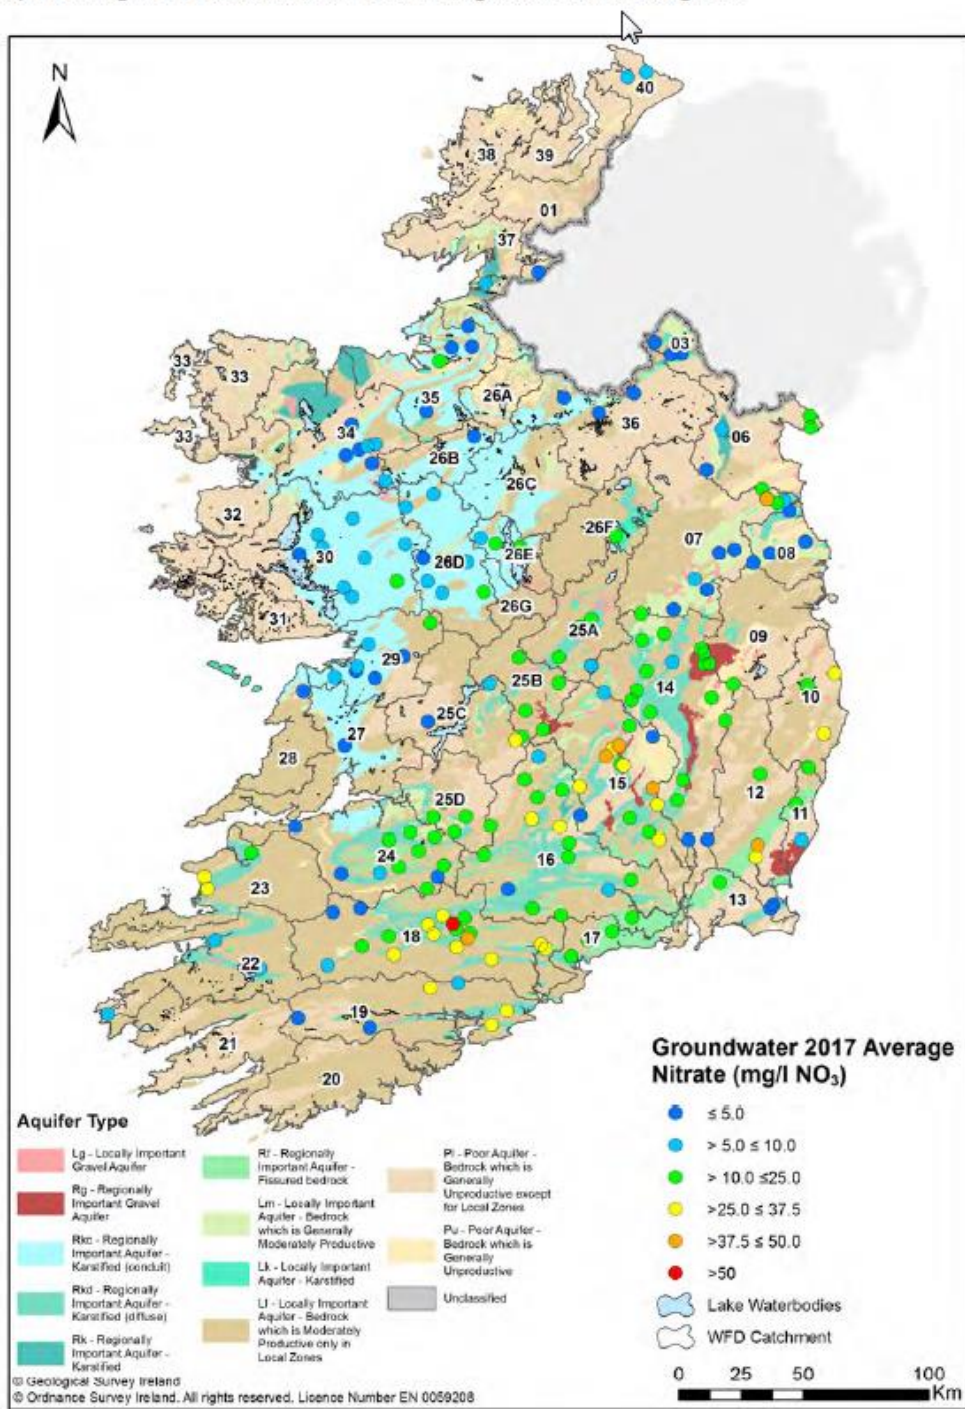 N
40
38
39
01
37
03
33
33
33
35
26A
36
34
06
26B
26C
32
26F
07
30
26D
26E
08
31
26G
25A
09
29
10
25B
14
27
25C
28
15
12
25D
11
24
16
23
13
18
17
22
19
21
20
Groundwater 2017 Average
Nitrate (mg/l NO₃)
≤ 5.0
> 5.0 ≤ 10.0
> 10.0 ≤25.0
>25.0 ≤ 37.5
>37.5 ≤ 50.0
>50
Lake Waterbodies
WFD Catchment
0 25 50 100
Km
Aquifer Type
Lg - Locally Important
Gravel Aquifer
Rg - Regionally
Important Gravel
Aquifer
Rkc - Regionally
Important Aquifer -
Karstified (conduit)
Rkd - Regionally
Important Aquifer -
Karstified (diffuse)
Rk - Regionally
Important Aquifer -
Karstified
Rf - Regionally
Important Aquifer -
Fissured bedrock
Lm - Locally Important
Aquifer - Bedrock
which is Generally
Moderately Productive
Lk - Locally Important
Aquifer - Karstified
Ll - Locally Important
Aquifer - Bedrock
which is Moderately
Productive only in
Local Zones
Pl - Poor Aquifer -
Bedrock which is
Generally
Unproductive except
for Local Zones
Pu - Poor Aquifer -
Bedrock which is
Generally
Unproductive
Unclassified
© Geological Survey Ireland
© Ordnance Survey Ireland. All rights reserved. Licence Number EN 0059208